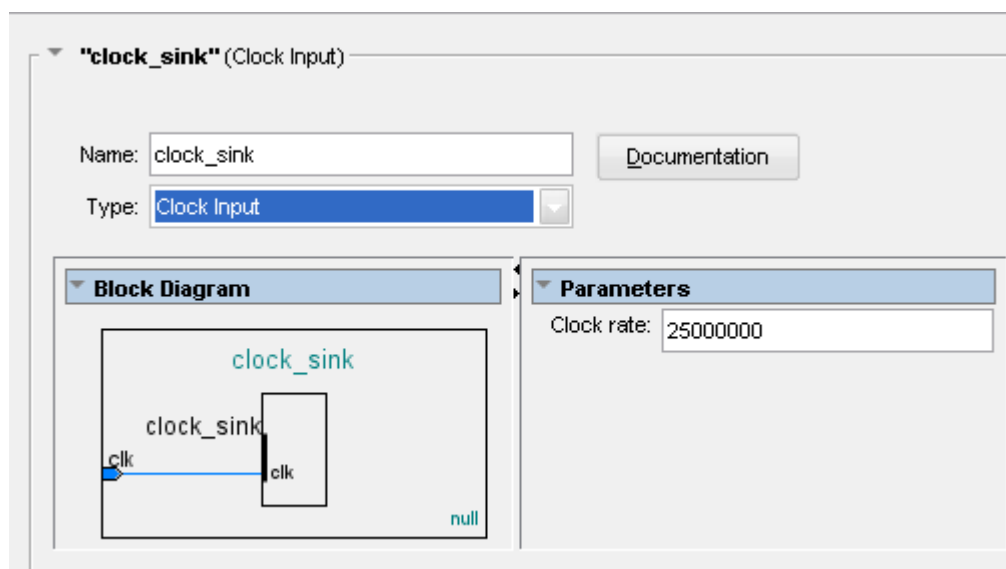 "clock_sink" (Clock Input)
Name: clock_sink
Documentation
Type: Clock Input
Block Diagram
clock_sink
clock_sink
clk
clk
null
Parameters
Clock rate: 25000000